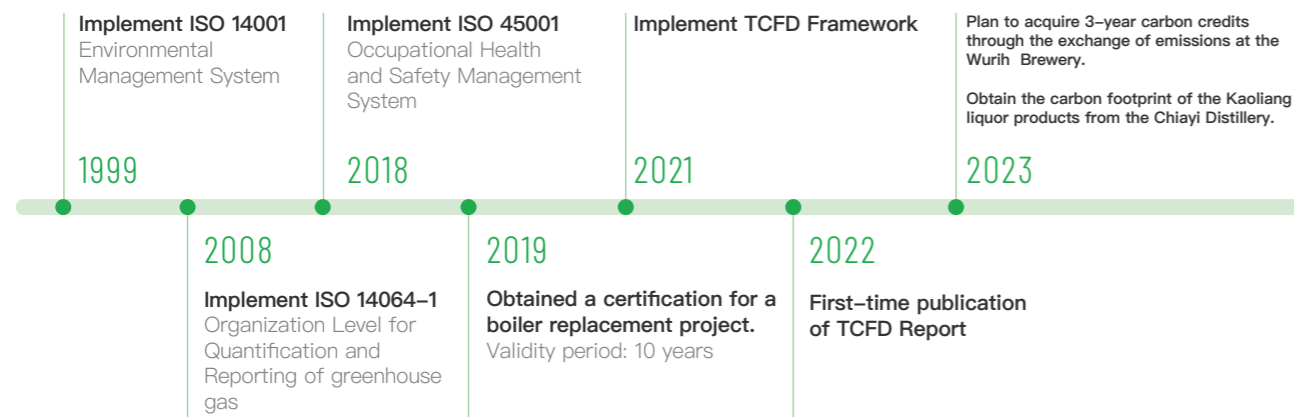 Implement ISO 14001
Environmental
Management System
1999
Implement ISO 45001
Occupational Health
and Safety Management
System
2018
Implement TCFD Framework
2021
Plan to acquire 3-year carbon credits
through the exchange of emissions at the
Wurih Brewery.
Obtain the carbon footprint of the Kaoliang
liquor products from the Chiayi Distillery.
2023
2008
Implement ISO 14064-1
Organization Level for
Quantification and
Reporting of greenhouse
gas
2019
Obtained a certification for a
boiler replacement project.
Validity period: 10 years
2022
First-time publication
of TCFD Report